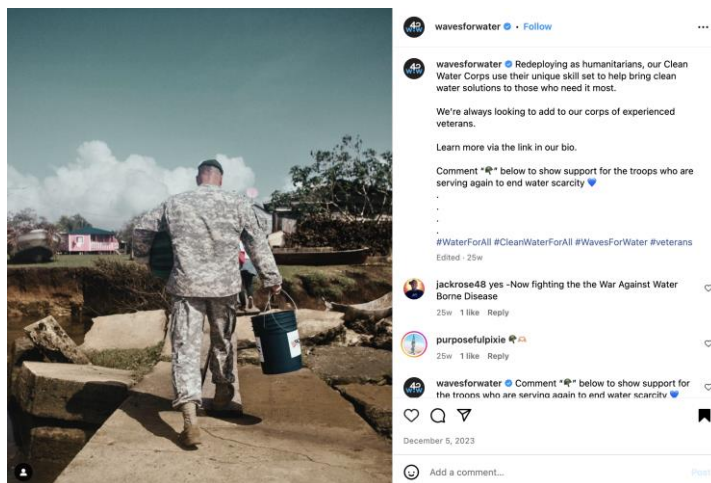 wavesforwater • Follow
wavesforwater Redeploying as humanitarians, our Clean
Water Corps use their unique skill set to help bring clean
water solutions to those who need it most.
We're always looking to add to our corps of experienced
veterans.
Learn more via the link in our bio.
Comment “🪖” below to show support for the troops who are
serving again to end water scarcity 💙
.
.
.
.
#WaterForAll #CleanWaterForAll #WavesForWater #veterans
Edited · 25w
jackrose48 yes -Now fighting the the War Against Water
Borne Disease
25w 1 like Reply
purposefulpixie 🪖🫶🏻
25w 1 like Reply
wavesforwater Comment “🪖” below to show support for
the troops who are serving again to end water scarcity 💙
December 5, 2023
Add a comment...
Post